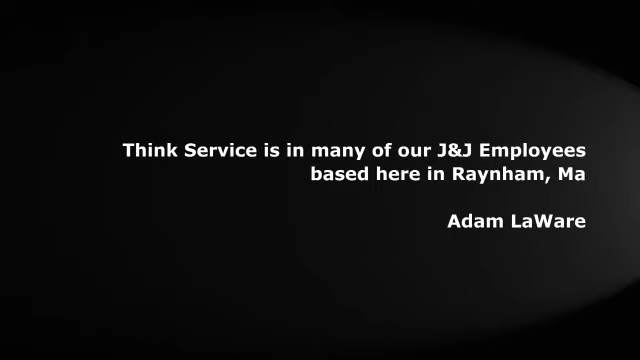 Think Service is in many of our J&J Employees
based here in Raynham, Ma
Adam LaWare